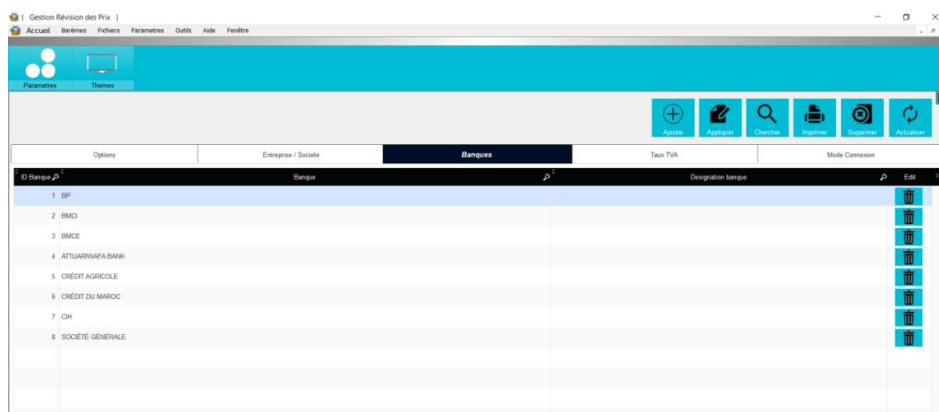 ( Gestion Révision des Prix )
Accueil Barèmes Fichiers Parametres Outils Aide Fenêtre
Parametres Themes
Ajouter Appliquer Chercher Imprimer Supprimer Actualiser
Options Entreprise / Societe Banques Taux TVA Mode Connexion
ID Banque Banque Designation banque Edit
1 BP
2 BMCI
3 BMCE
4 ATTIJARIWAFA BANK
5 CRÉDIT AGRICOLE
6 CRÉDIT DU MAROC
7 CIH
8 SOCIÉTÉ GÉNÉRALE